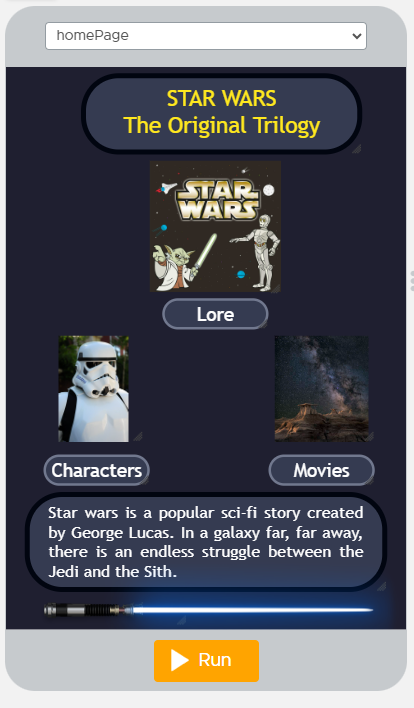 homePage
STAR WARS
The Original Trilogy
STAR
WARS
Lore
Characters
Movies
Star wars is a popular sci-fi story created
by George Lucas. In a galaxy far, far away,
there is an endless struggle between the
Jedi and the Sith.
Run